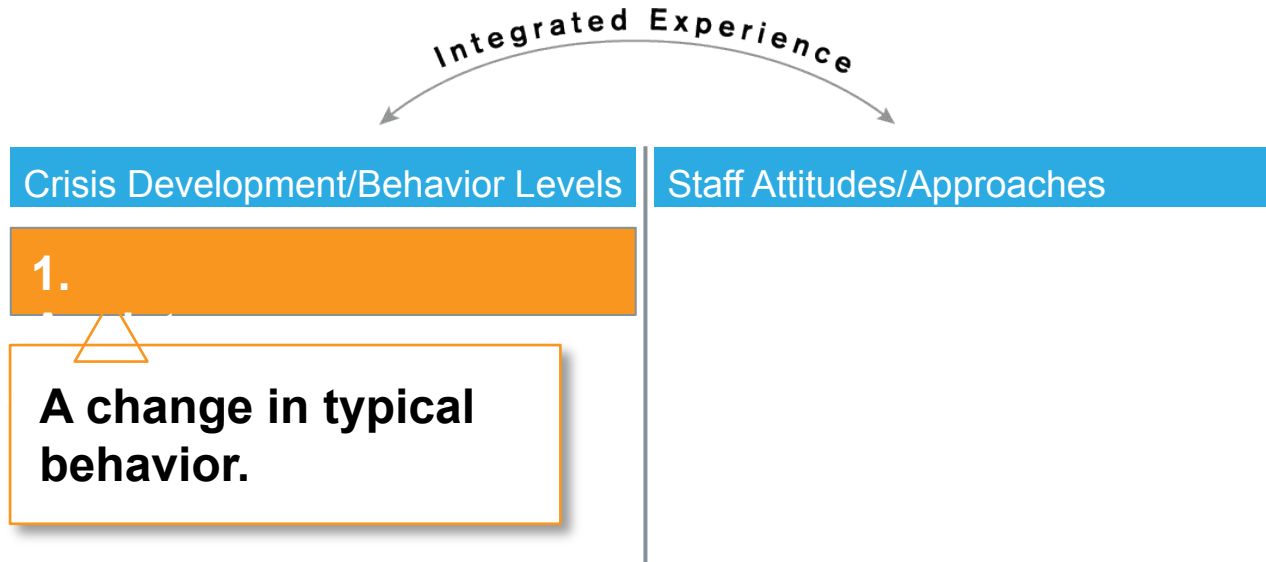 Integrated Experience
Crisis Development/Behavior Levels
Staff Attitudes/Approaches
1.
A change in typical
behavior.